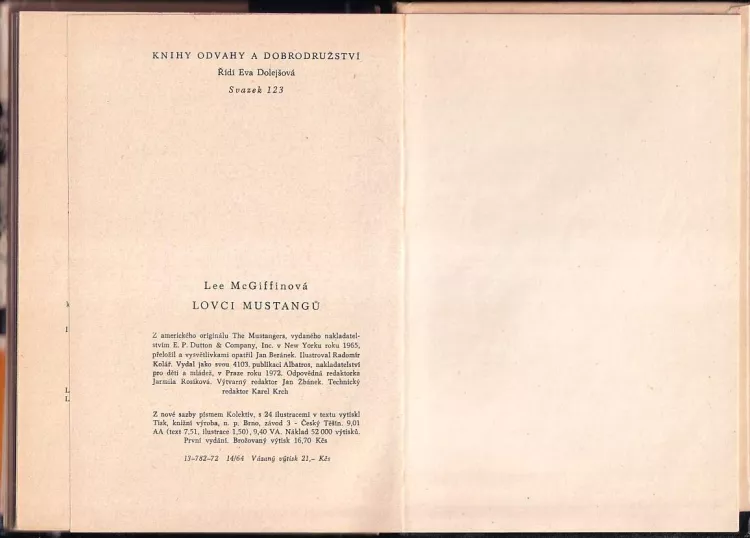 KNIHY ODVAHY A DOBRODRUŽSTVÍ
Řídí Eva Dolejšová
Svazek 123
Lee McGiffinová
LOVCI MUSTANGŮ
Z amerického originálu The Mustangers, vydaného nakladatel-
stvím E. P. Dutton & Company, Inc. v New Yorku roku 1965,
přeložil a vysvětlivkami opatřil Jan Beránek. Ilustroval Radomír
Kolář. Vydal jako svou 4103. publikaci Albatros, nakladatelství
pro děti a mládež, v Praze roku 1972. Odpovědná redaktorka
Jarmila Rosíková. Výtvarný redaktor Jan Žbánek. Technický
redaktor Karel Krch
Z nové sazby písmem Kolektiv, s 24 ilustracemi v textu vytiskl
Tisk, knižní výroba, n. p. Brno, závod 3 - Český Těšín. 9,01
AA (text 7,51, ilustrace 1,50), 9,40 VA. Náklad 52 000 výtisků.
První vydání. Brožovaný výtisk 16,70 Kčs
13-782-72 14/64 Vázaný výtisk 21,- Kčs